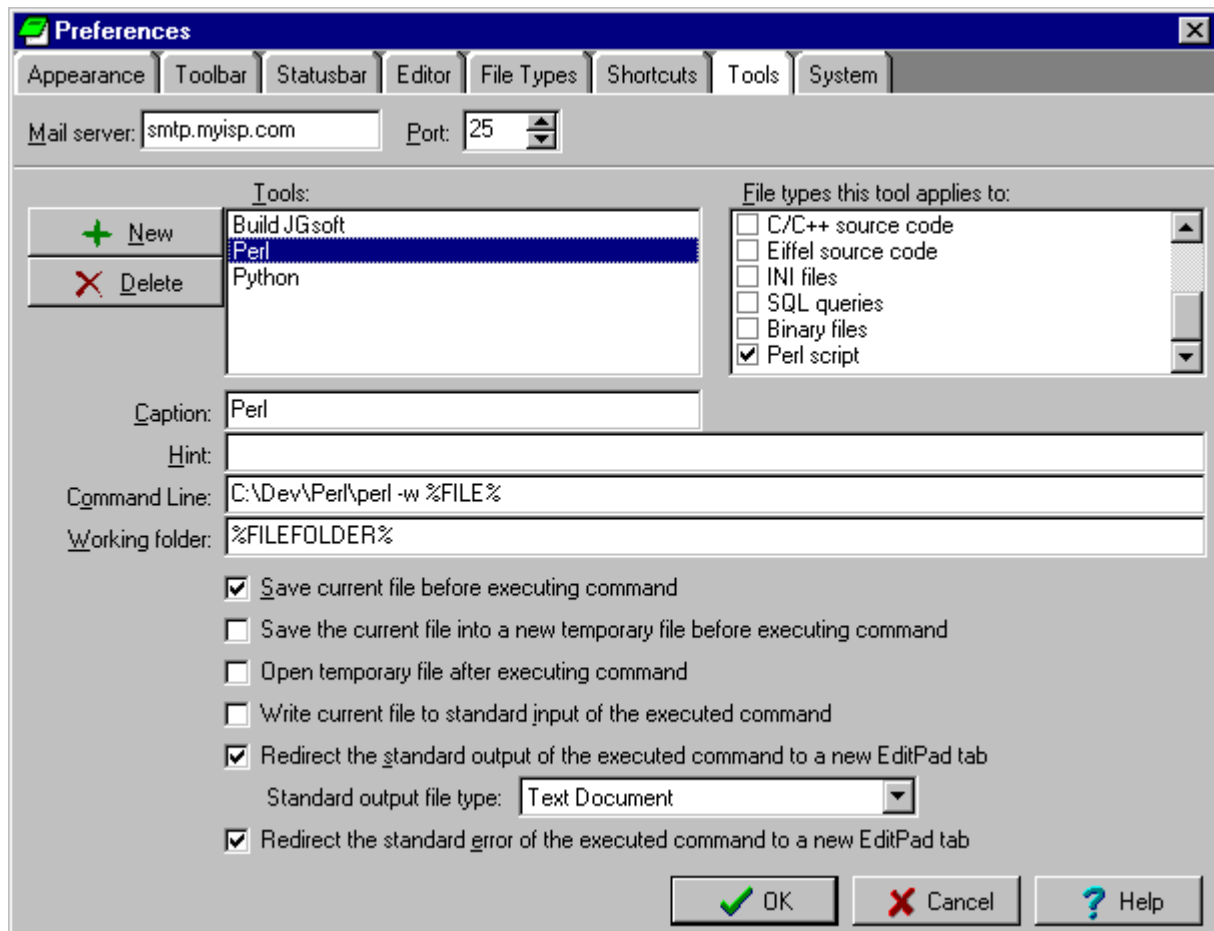 Preferences
Appearance Toolbar Statusbar Editor File Types Shortcuts Tools System
Mail server: smtp.myisp.com Port: 25
Tools: File types this tool applies to:
New
Delete
Build JGsoft
Perl
Python
C/C++ source code
Eiffel source code
INI files
SQL queries
Binary files
Perl script
Caption: Perl
Hint:
Command Line: C:\Dev\Perl\perl -w %FILE%
Working folder: %FILEFOLDER%
Save current file before executing command
Save the current file into a new temporary file before executing command
Open temporary file after executing command
Write current file to standard input of the executed command
Redirect the standard output of the executed command to a new EditPad tab
Standard output file type: Text Document
Redirect the standard error of the executed command to a new EditPad tab
OK Cancel Help